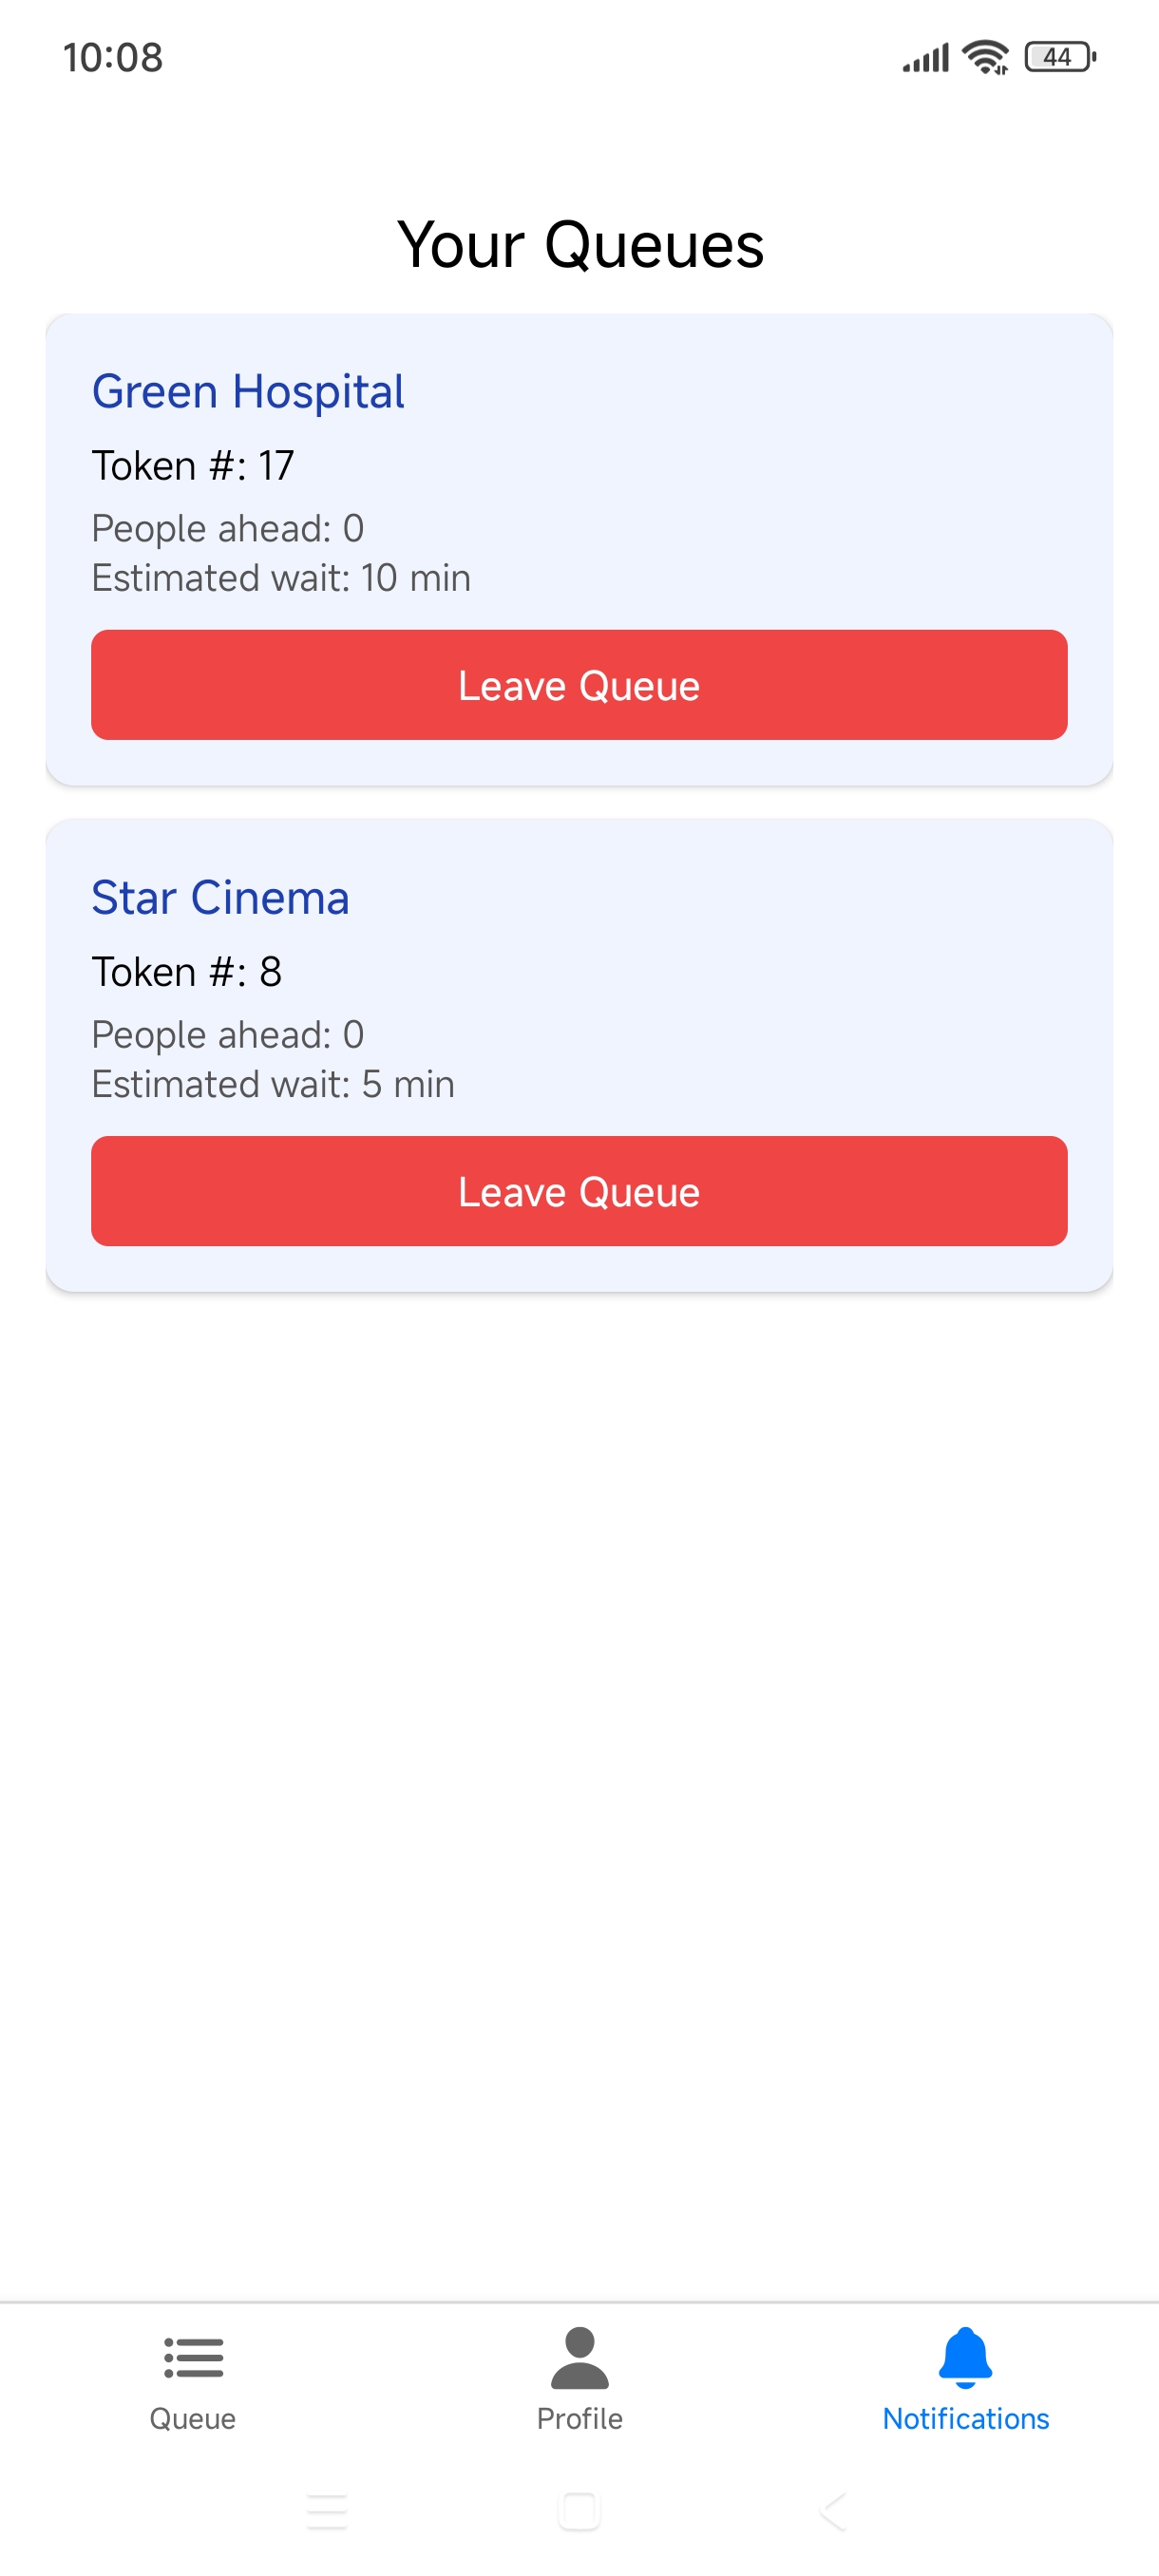 10:08
44
Your Queues
Green Hospital
Token #: 17
People ahead: 0
Estimated wait: 10 min
Leave Queue
Star Cinema
Token #: 8
People ahead: 0
Estimated wait: 5 min
Leave Queue
Queue
Profile
Notifications